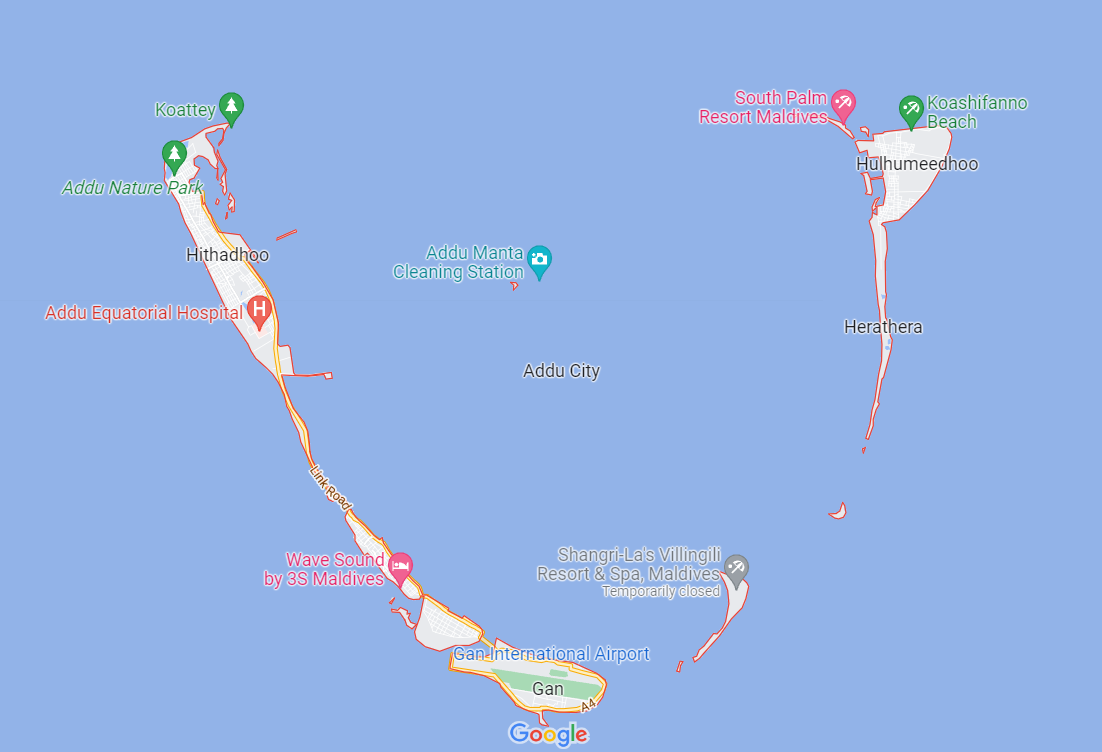 South Palm
Resort Maldives
Koashifanno
Beach
Koattey
Hulhumeedhoo
Addu Nature Park
Hithadhoo
Addu Manta
Cleaning Station
Addu Equatorial Hospital
Herathera
Addu City
Link Road
Wave Sound
by 3S Maldives
Shangri-La's Villingili
Resort & Spa, Maldives
Temporarily closed
Gan International Airport
Gan
A4
Google